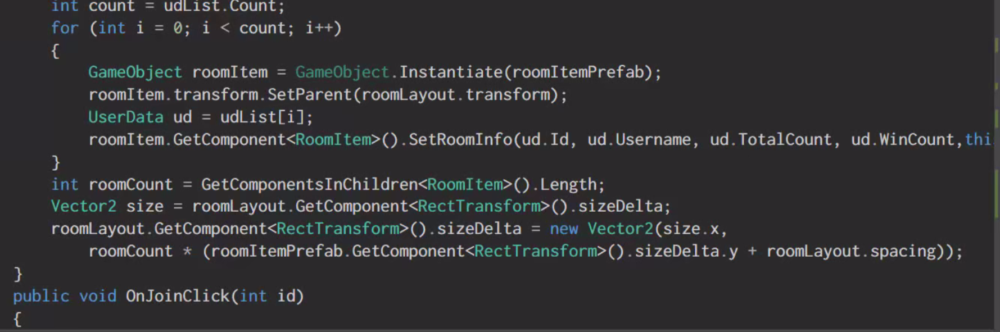 int count = udList.Count;
for (int i = 0; i < count; i++)
{
GameObject roomItem = GameObject.Instantiate(roomItemPrefab);
roomItem.transform.SetParent(roomLayout.transform);
UserData ud = udList[i];
roomItem.GetComponent<RoomItem>().SetRoomInfo(ud.Id, ud.Username, ud.TotalCount, ud.WinCount,thi
}
int roomCount = GetComponentsInChildren<RoomItem>().Length;
Vector2 size = roomLayout.GetComponent<RectTransform>().sizeDelta;
roomLayout.GetComponent<RectTransform>().sizeDelta = new Vector2(size.x,
roomCount * (roomItemPrefab.GetComponent<RectTransform>().sizeDelta.y + roomLayout.spacing));
}
public void OnJoinClick(int id)
{